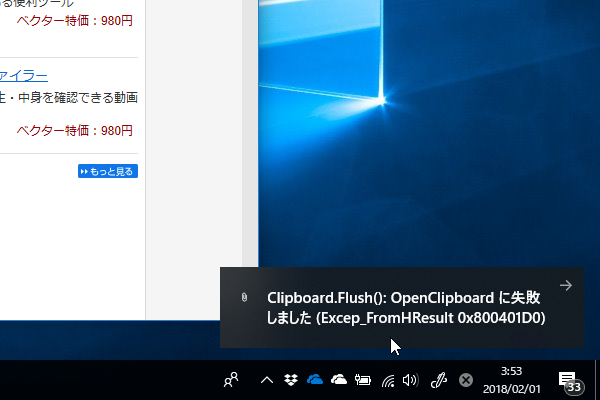 る便利ツール
ベクター特価：980円
ァイラー
生・中身を確認できる動画
ベクター特価：980円
もっと見る
Clipboard.Flush(): OpenClipboard に失敗
しました (Excep_FromHResult 0x800401D0)
3:53
2018/02/01
33